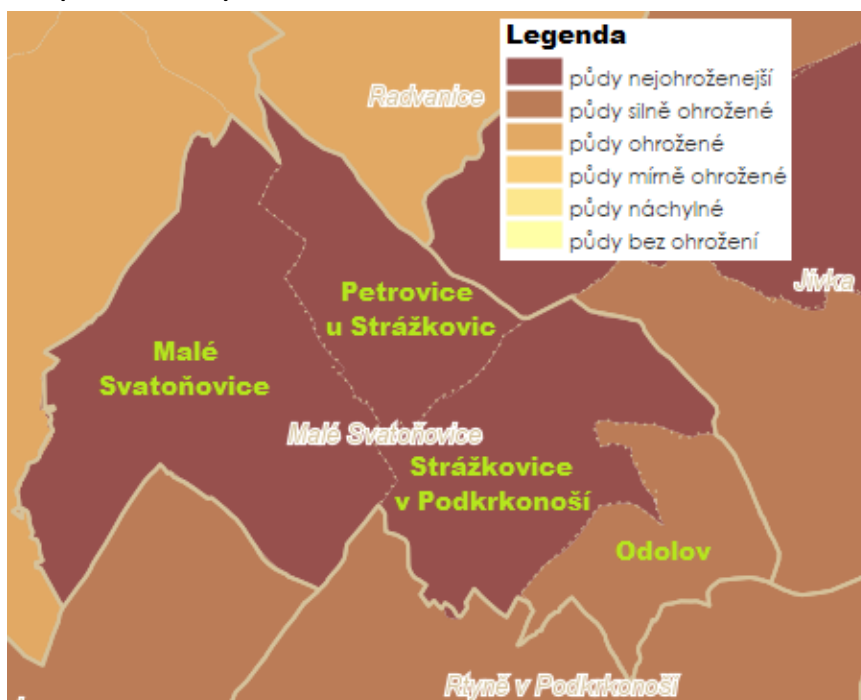 Legenda
půdy nejohroženější
půdy silně ohrožené
půdy ohrožené
půdy mírně ohrožené
půdy náchylné
půdy bez ohrožení
Radvanice
Jívka
Petrovice
u Strážkovic
Malé
Svatoňovice
Malé Svatoňovice
Strážkovice
v Podkrkonoší
Odolov
Rtyně v Podkrkonoší